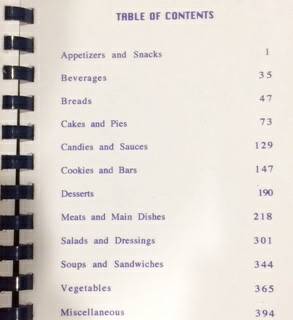 TABLE OF CONTENTS
Appetizers and Snacks 1
Beverages 35
Breads 47
Cakes and Pies 73
Candies and Sauces 129
Cookies and Bars 147
Desserts 190
Meats and Main Dishes 218
Salads and Dressings 301
Soups and Sandwiches 344
Vegetables 365
Miscellaneous 394